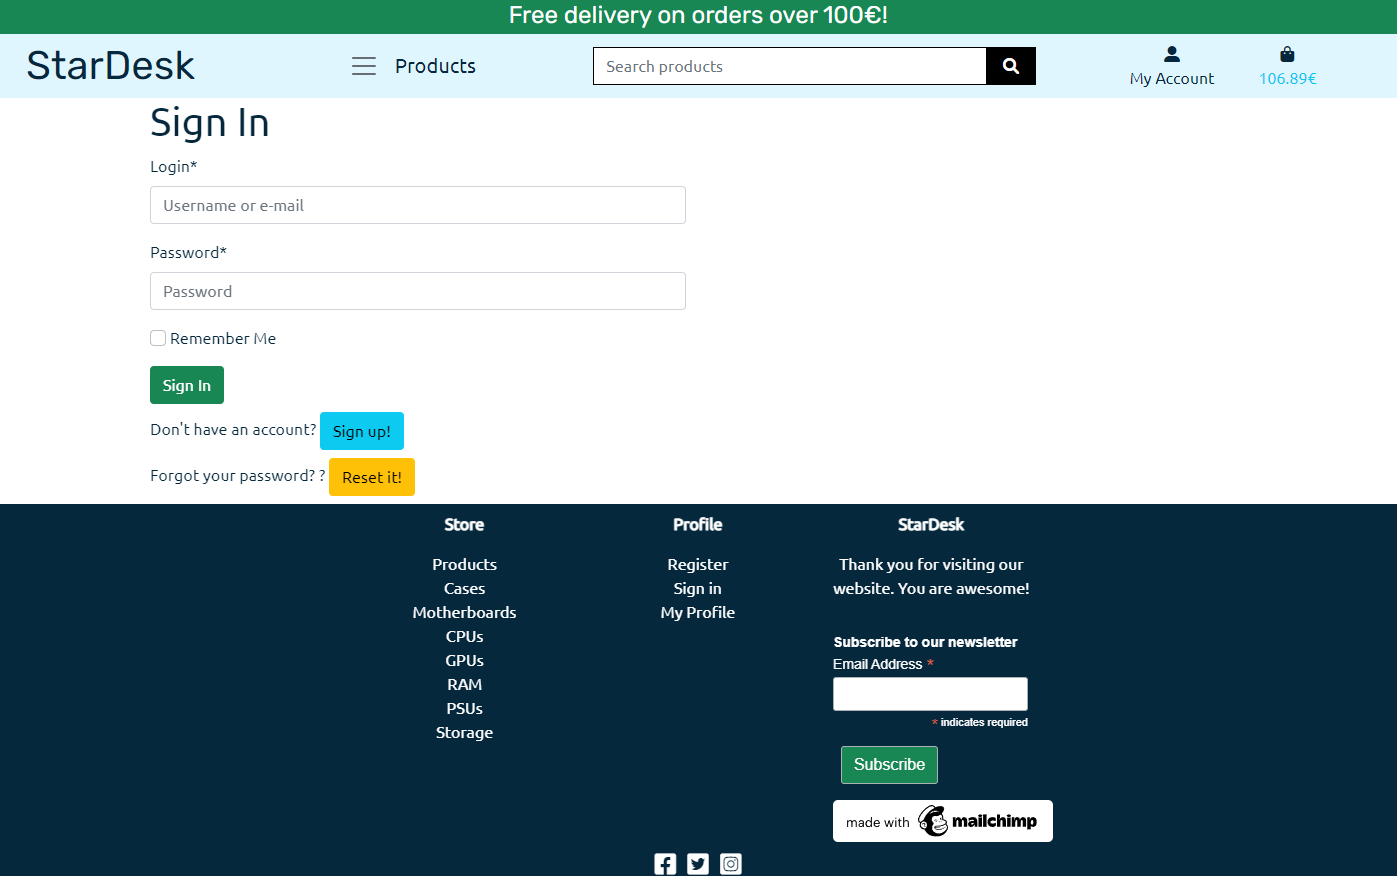 Free delivery on orders over 100€!
StarDesk
Products
Search products
My Account
106.89€
Sign In
Login*
Username or e-mail
Password*
Password
Remember Me
Sign In
Don't have an account? Sign up!
Forgot your password? ? Reset it!
Store
Products
Cases
Motherboards
CPUs
GPUs
RAM
PSUs
Storage
Profile
Register
Sign in
My Profile
StarDesk
Thank you for visiting our
website. You are awesome!
Subscribe to our newsletter
Email Address *
* indicates required
Subscribe
made with mailchimp